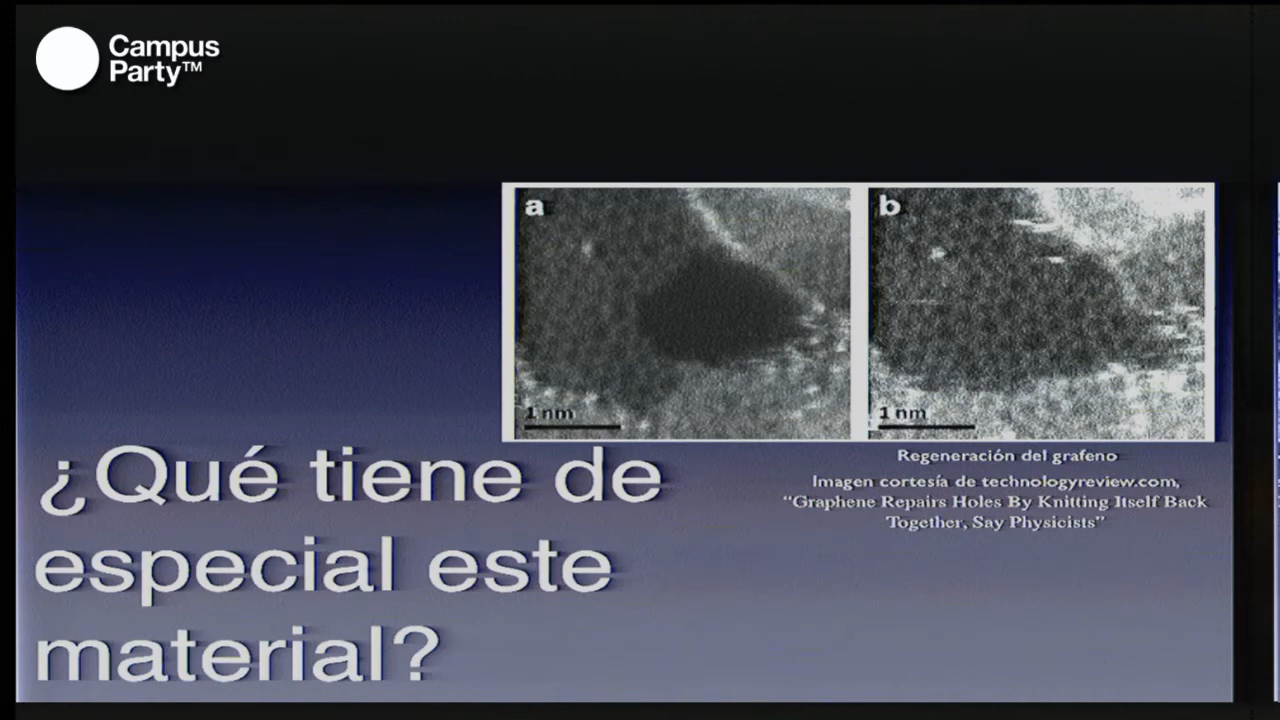 Campus
Party™
a
b
1 nm
1 nm
Regeneración del grafeno
Imagen cortesía de technologyreview.com,
“Graphene Repairs Holes By Knitting Itself Back
Together, Say Physicists”
¿Qué tiene de
especial este
material?